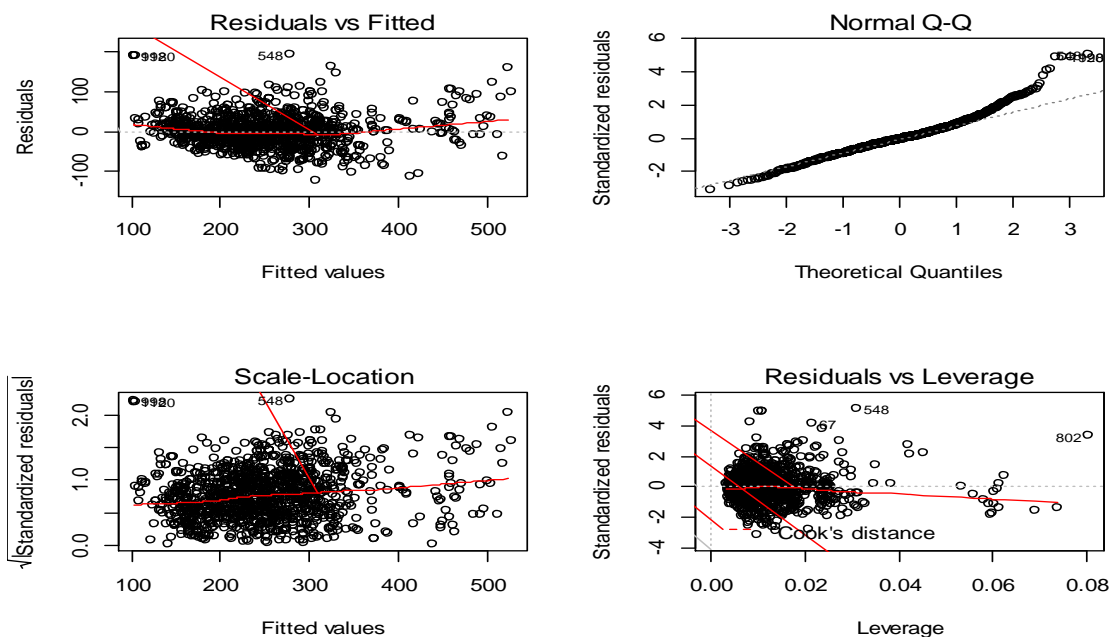 Residuals vs Fitted
Residuals
-100 0 100
548
100 200 300 400 500
Fitted values
Normal Q-Q
Standardized residuals
-2 0 2 4 6
-3 -2 -1 0 1 2 3
Theoretical Quantiles
Scale-Location
√|Standardized residuals|
0.0 1.0 2.0
548
100 200 300 400 500
Fitted values
Residuals vs Leverage
Standardized residuals
-4 -2 0 2 4 6
548
67
802
Cook's distance
0.00 0.02 0.04 0.06 0.08
Leverage